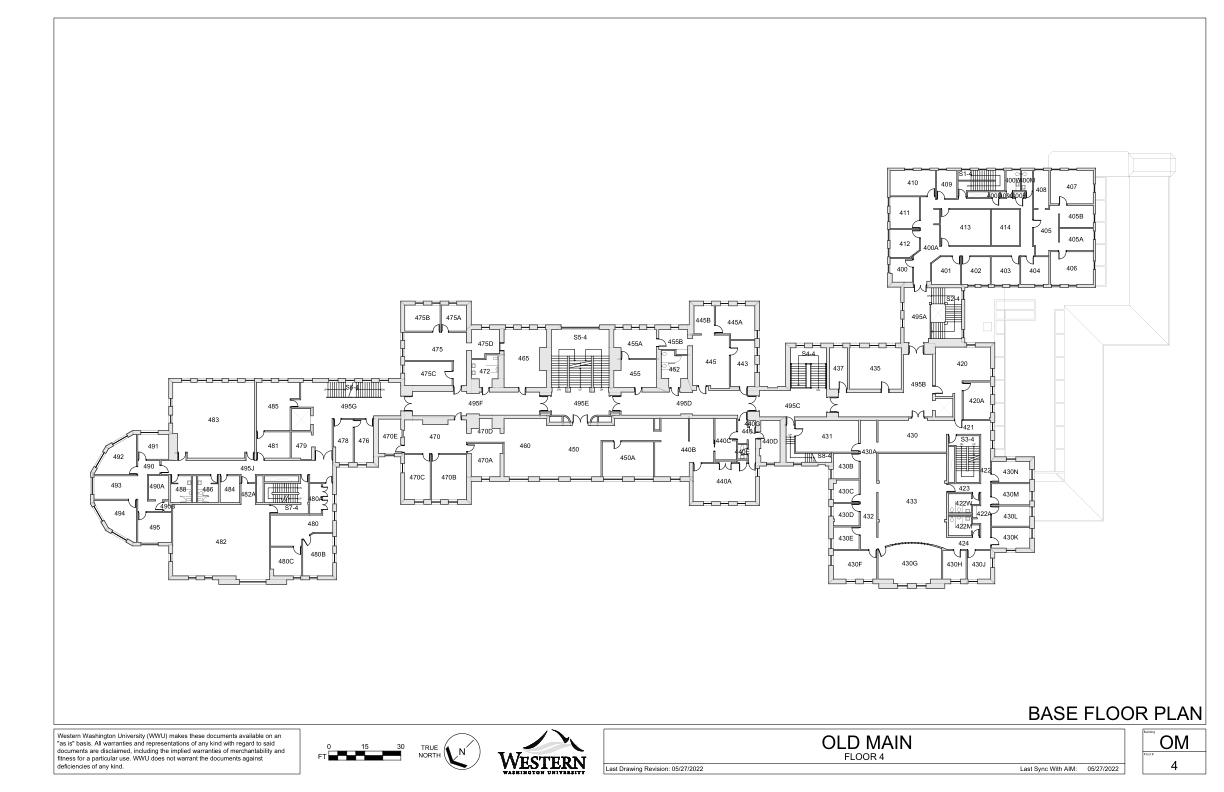 S1-4
400W 400M
410
409
408
407
411
413
414
405B
405
412
400A
405A
400
401
402
403
404
406
S2-4
495A
475B
475A
445B
445A
S5-4
475D
455A
455B
475
465
445
443
S4-4
472
475C
455
462
437
435
420
495B
S6-4
495G
495F
495E
495D
495C
420A
485
483
440G
421
470D
440D
491
478
476
470E
470
460
450
440B
440C
431
430
430A
S3-4
492
481
479
440E
S8-4
490
495J
470A
450A
430B
422
430N
493
490A
488
486
484
482A
470C
470B
440A
423
430C
430M
480A
422W
433
494
S7-4
430D
432
422A
430L
495
480
422M
482
430E
424
430K
480B
480C
430F
430G
430H
430J
BASE FLOOR PLAN
Western Washington University (WWU) makes these documents available on an
"as is" basis. All warranties and representations of any kind with regard to said
documents are disclaimed, including the implied warranties of merchantability and
fitness for a particular use. WWU does not warrant the documents against
deficiencies of any kind.
0 15 30
FT
TRUE
NORTH
N
WESTERN
WASHINGTON UNIVERSITY
OLD MAIN
FLOOR 4
Last Drawing Revision: 05/27/2022
Last Sync With AIM: 05/27/2022
Building
OM
Floor
4